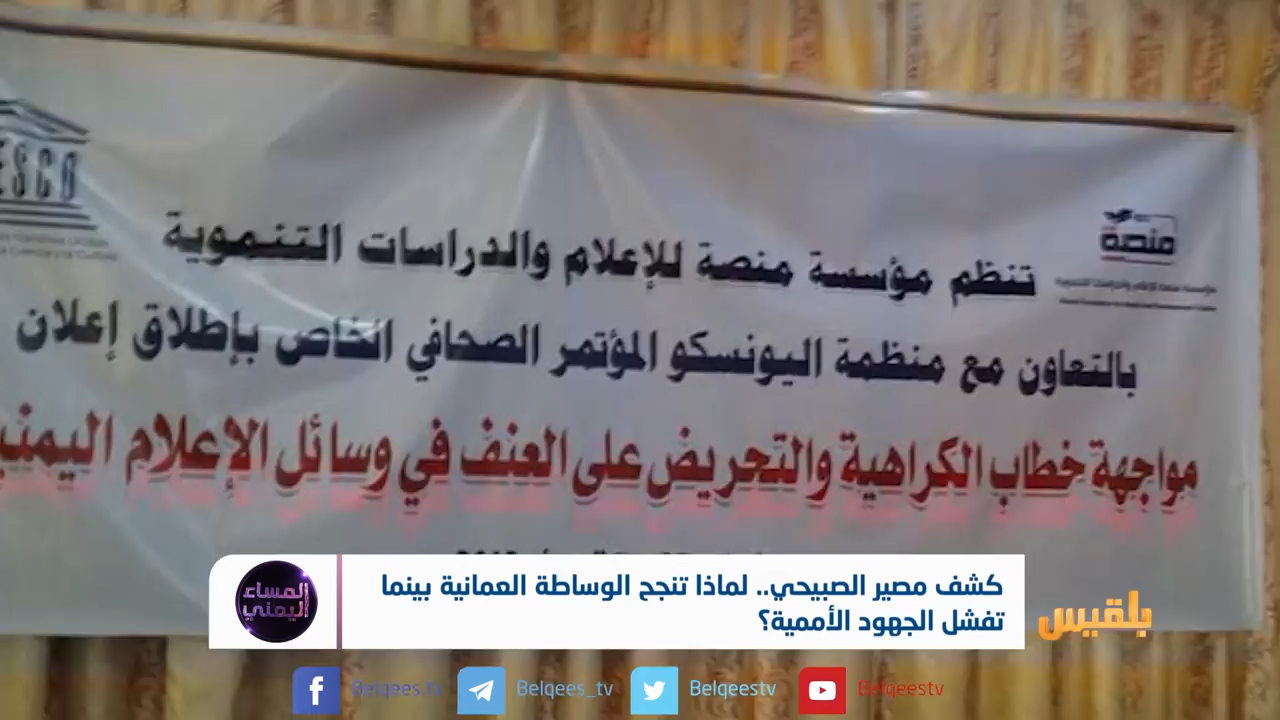 ESCO
منصة
تنظم مؤسسة منصة للإعلام والدراسات التنموية
بالتعاون مع منظمة اليونسكو المؤتمر الصحافي الخاص بإطلاق إعلان
مواجهة خطاب الكراهية والتحريض على العنف في وسائل الإعلام
المساء
اليمني
كشف مصير الصبيحي.. لماذا تنجح الوساطة العمانية بينما
تفشل الجهود الأممية؟
بلقيس
Belqees.tv
Belqees_tv
Belqeestv
Belqeestv